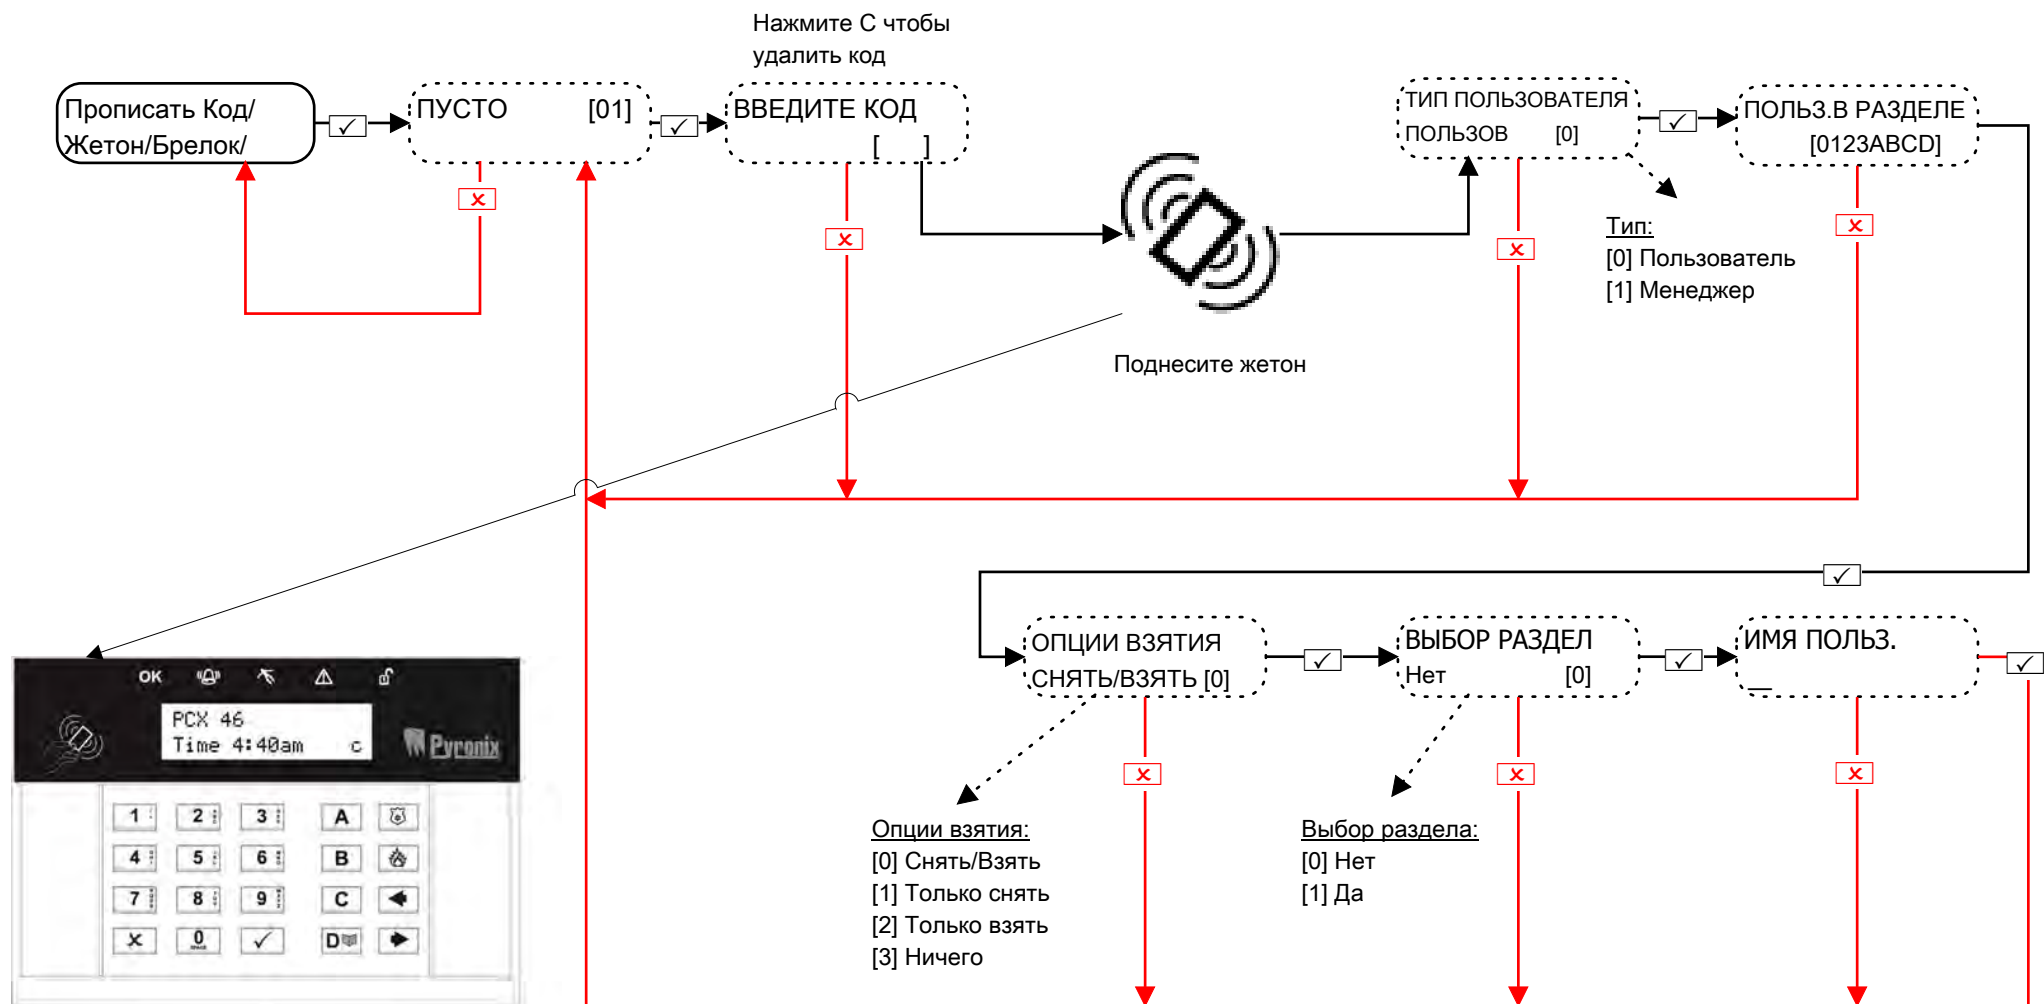 Нажмите C чтобы
удалить код
Прописать Код/
Жетон/Брелок/
ПУСТО [01]
ВВЕДИТЕ КОД
[ ]
ТИП ПОЛЬЗОВАТЕЛЯ
ПОЛЬЗОВ [0]
ПОЛЬЗ.В РАЗДЕЛЕ
[0123ABCD]
Тип:
[0] Пользователь
[1] Менеджер
Поднесите жетон
ОПЦИИ ВЗЯТИЯ
СНЯТЬ/ВЗЯТЬ [0]
ВЫБОР РАЗДЕЛ
Нет [0]
ИМЯ ПОЛЬЗ.
_
Опции взятия:
[0] Снять/Взять
[1] Только снять
[2] Только взять
[3] Ничего
Выбор раздела:
[0] Нет
[1] Да
OK
PCX 46
Time 4:40am c
Pyronix
1 2 3 A
4 5 6 B
7 8 9 C
0 D